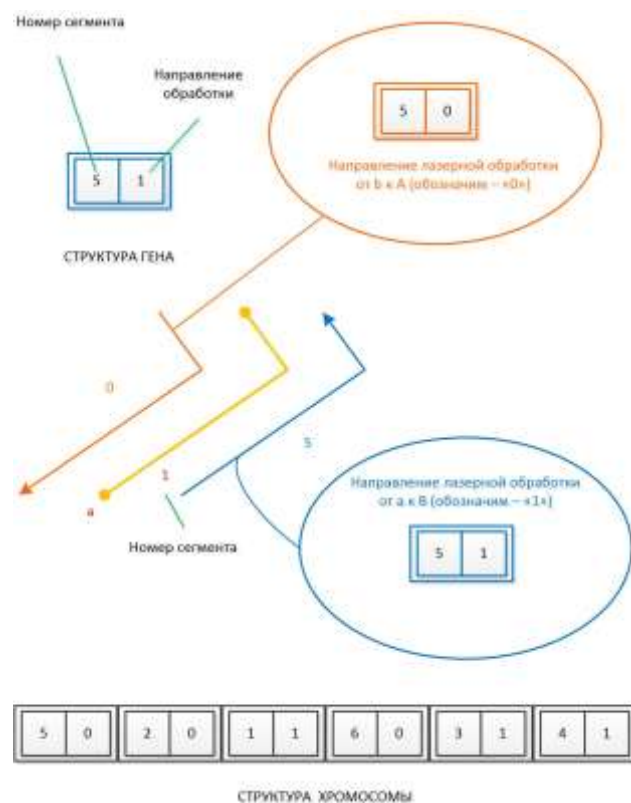 Номер сегмента
Направление
обработки
5 1
СТРУКТУРА ГЕНА
5 0
Направление лазерной обработки
от b к А (обозначим – «0»)
0
1
5
a
Номер сегмента
Направление лазерной обработки
от а к В (обозначим – «1»)
5 1
5 0 2 0 1 1 6 0 3 1 4 1
СТРУКТУРА ХРОМОСОМЫ